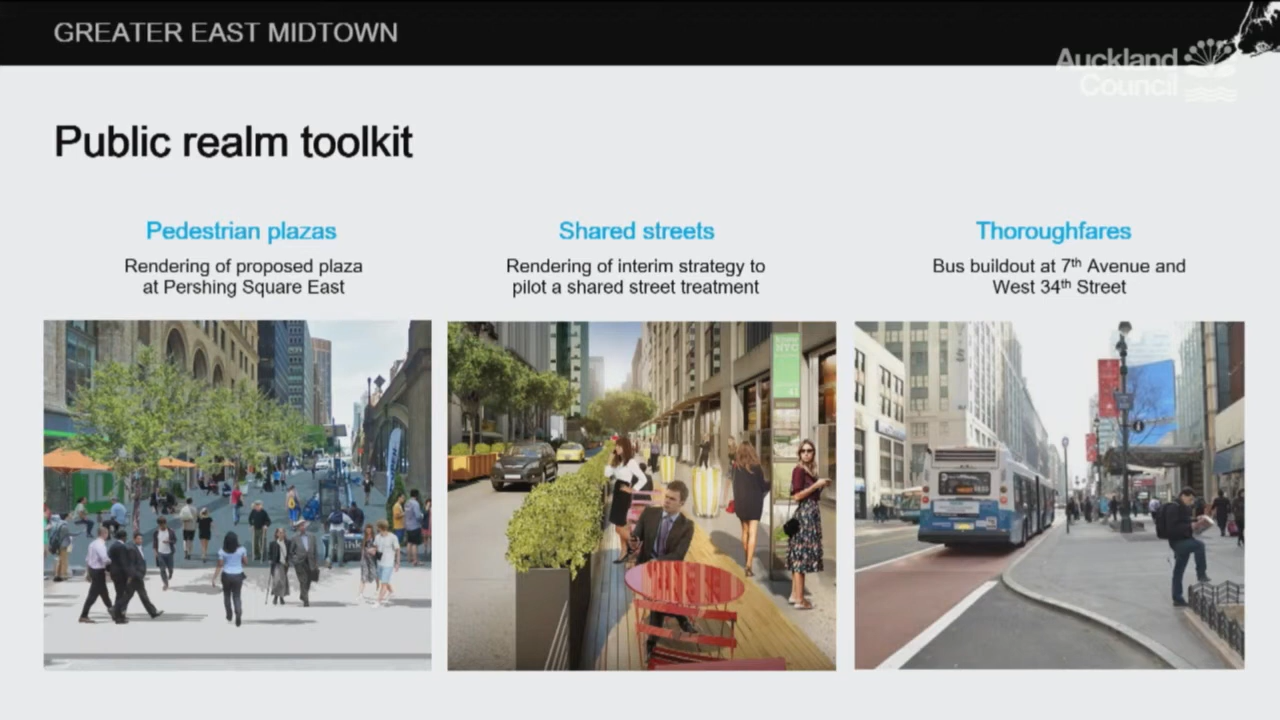 GREATER EAST MIDTOWN
Auckland
Council
Public realm toolkit
Pedestrian plazas
Rendering of proposed plaza
at Pershing Square East
Shared streets
Rendering of interim strategy to
pilot a shared street treatment
Thoroughfares
Bus buildout at 7th Avenue and
West 34th Street
NYC